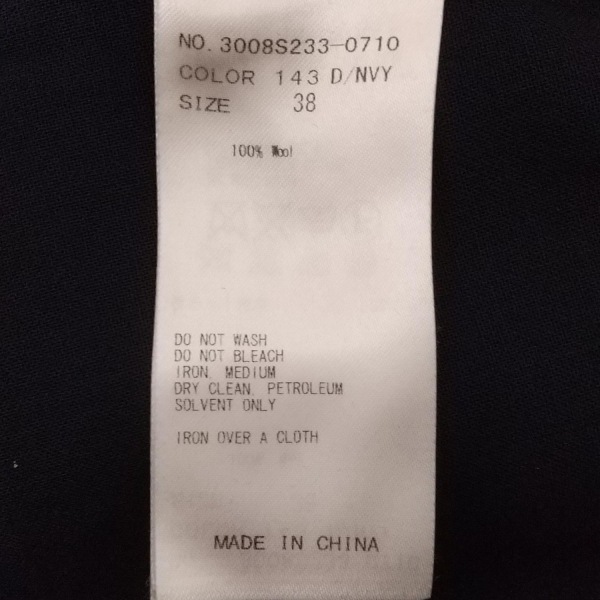 NO. 3008S233-0710
COLOR 143 D/NVY
SIZE 38
100% Wool
DO NOT WASH
DO NOT BLEACH
IRON. MEDIUM
DRY CLEAN. PETROLEUM
SOLVENT ONLY
IRON OVER A CLOTH
MADE IN CHINA